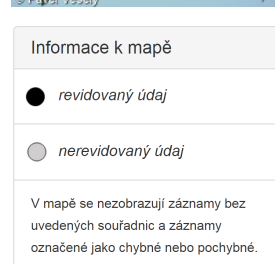 Informace k mapě
revidovaný údaj
nerevidovaný údaj
V mapě se nezobrazují záznamy bez
uvedených souřadnic a záznamy
označené jako chybné nebo pochybné.